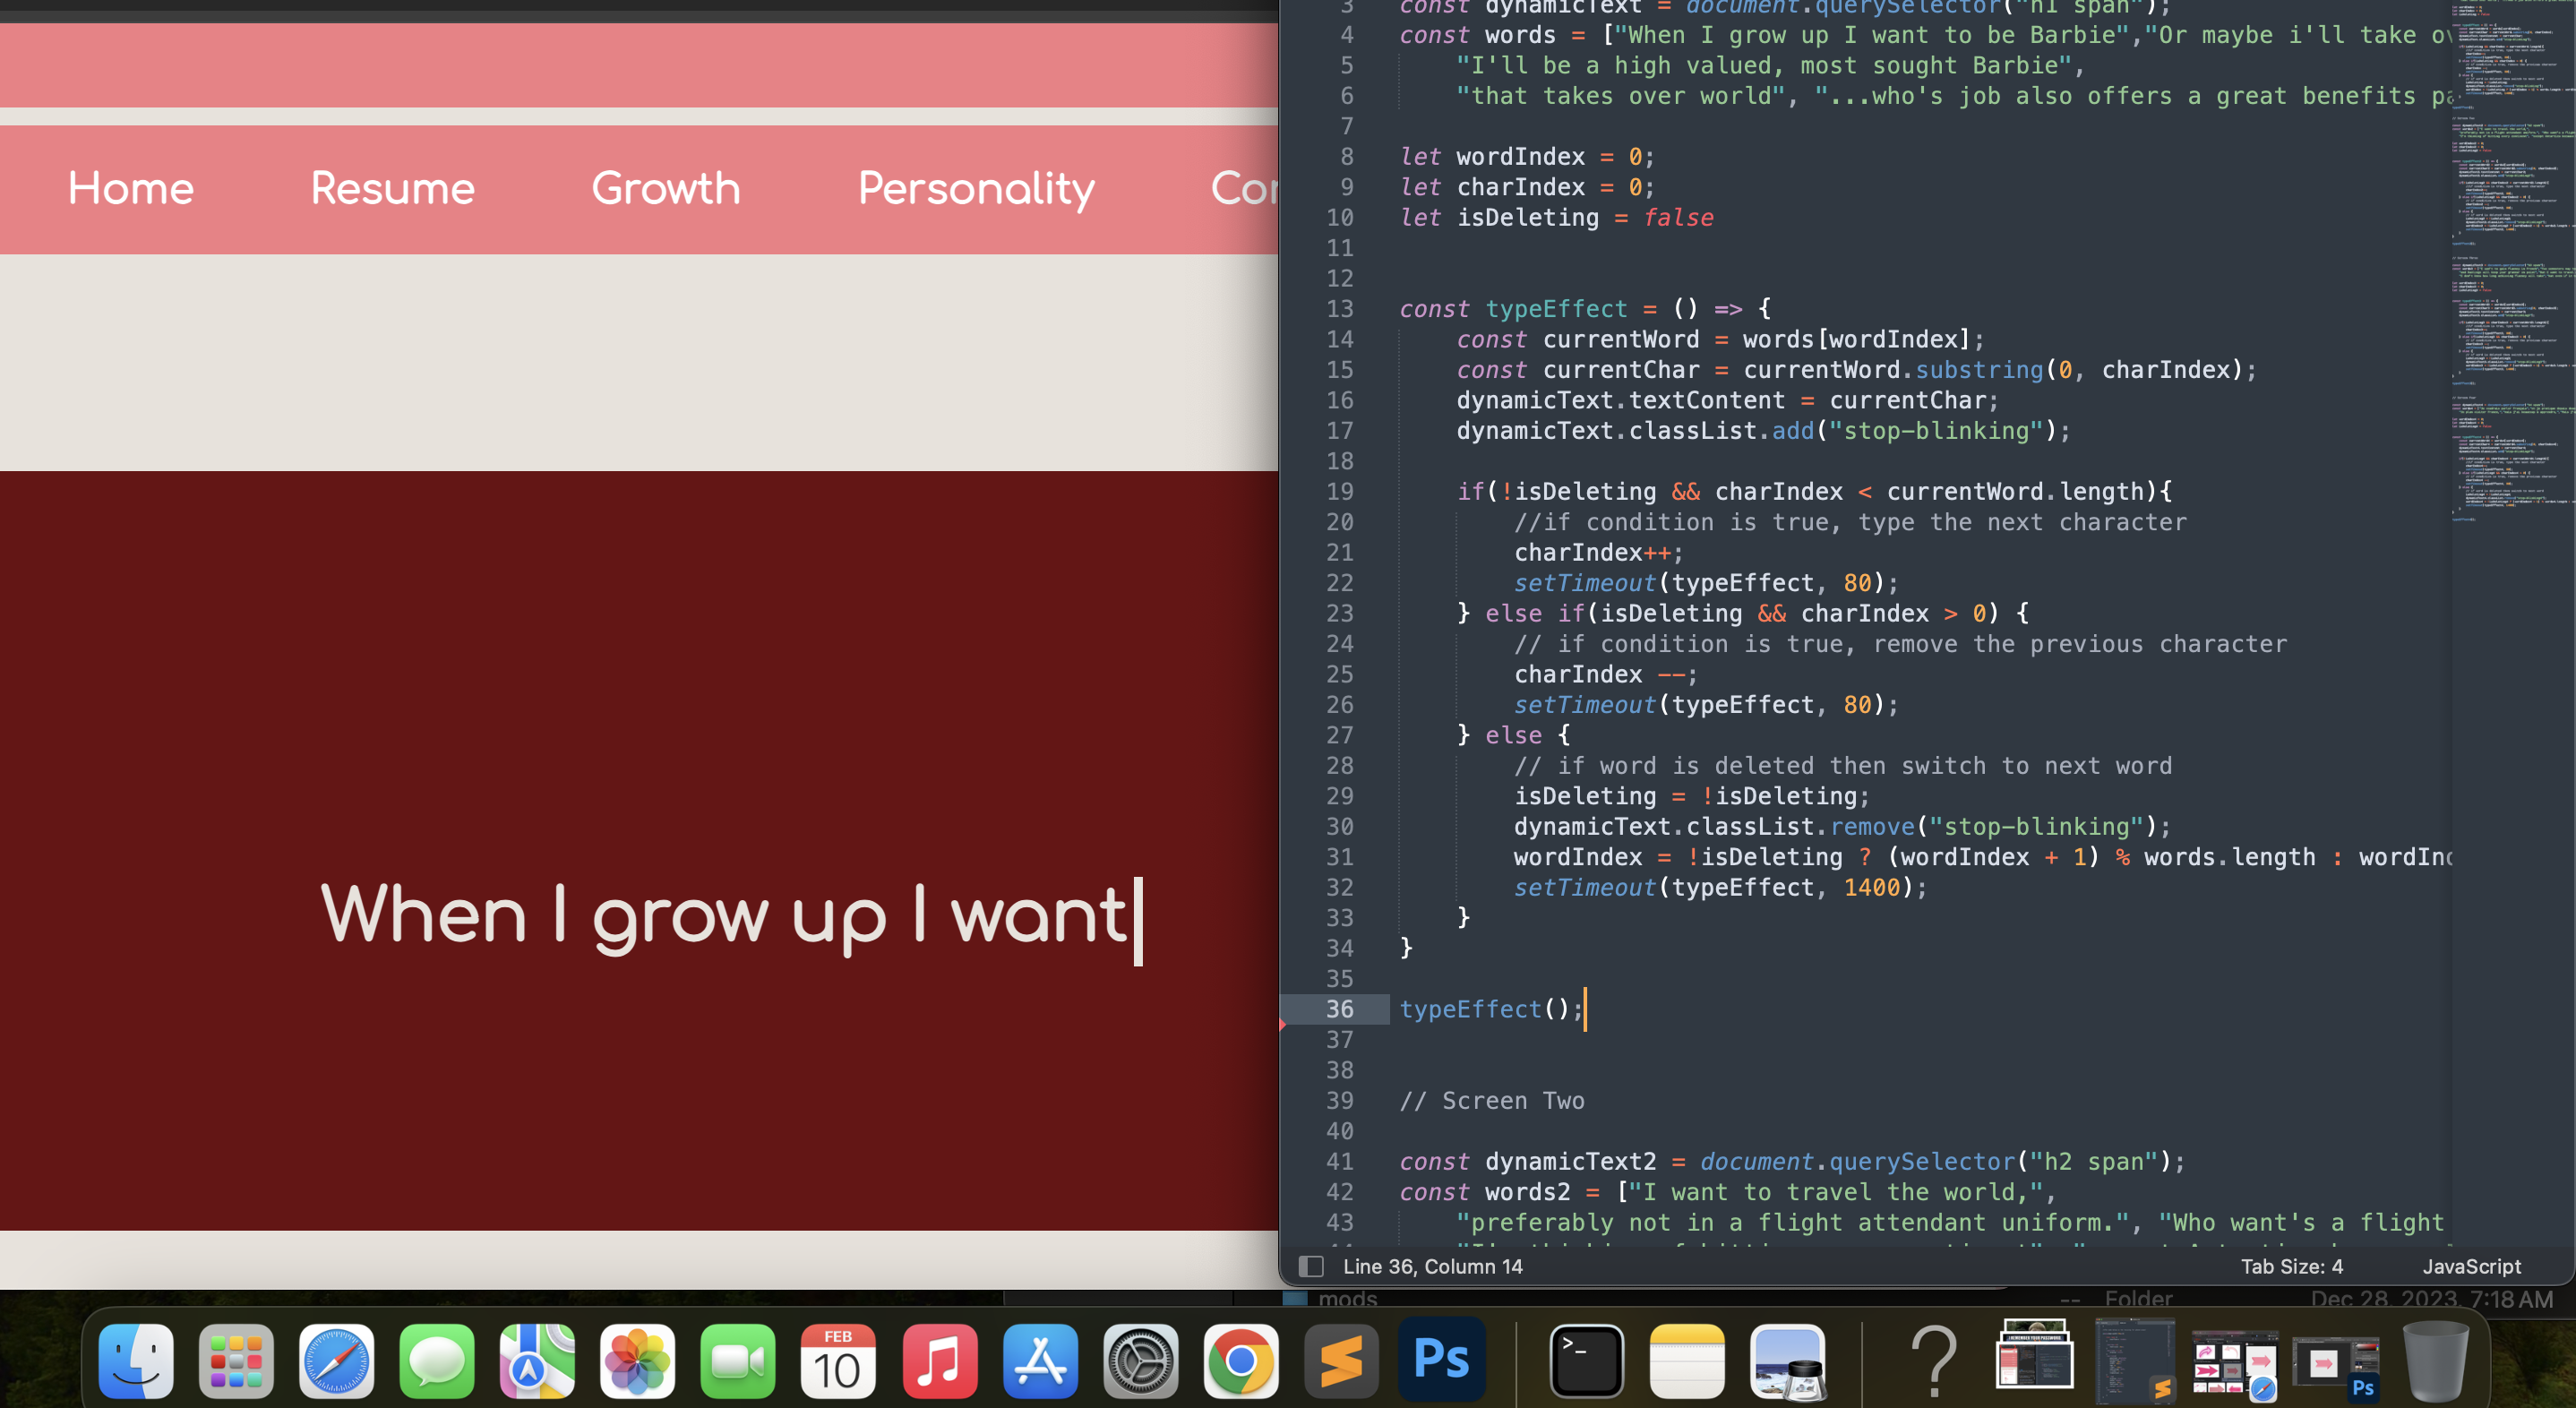 Home Resume Growth Personality
When I grow up I want
3 const dynamicText = document.querySelector("h1 span");
4 const words = ["When I grow up I want to be Barbie","Or maybe i'll take
5 "I'll be a high valued, most sought Barbie",
6 "that takes over world", "...who's job also offers a great benefits
7
8 let wordIndex = 0;
9 let charIndex = 0;
10 let isDeleting = false
11
12
13 const typeEffect = () => {
14 const currentWord = words[wordIndex];
15 const currentChar = currentWord.substring(0, charIndex);
16 dynamicText.textContent = currentChar;
17 dynamicText.classList.add("stop-blinking");
18
19 if(!isDeleting && charIndex < currentWord.length){
20 //if condition is true, type the next character
21 charIndex++;
22 setTimeout(typeEffect, 80);
23 } else if(isDeleting && charIndex > 0) {
24 // if condition is true, remove the previous character
25 charIndex --;
26 setTimeout(typeEffect, 80);
27 } else {
28 // if word is deleted then switch to next word
29 isDeleting = !isDeleting;
30 dynamicText.classList.remove("stop-blinking");
31 wordIndex = !isDeleting ? (wordIndex + 1) % words.length :
32 setTimeout(typeEffect, 1400);
33 }
34 }
35
36 typeEffect();
37
38
39 // Screen Two
40
41 const dynamicText2 = document.querySelector("h2 span");
42 const words2 = ["I want to travel the world,",
43 "preferably not in a flight attendant uniform.", "Who want's a flight
Line 36, Column 14 Tab Size: 4 JavaScript
mods -- Folder Dec 28, 2023, 7:18 AM
FEB
10
Ps
>_
?
Ps